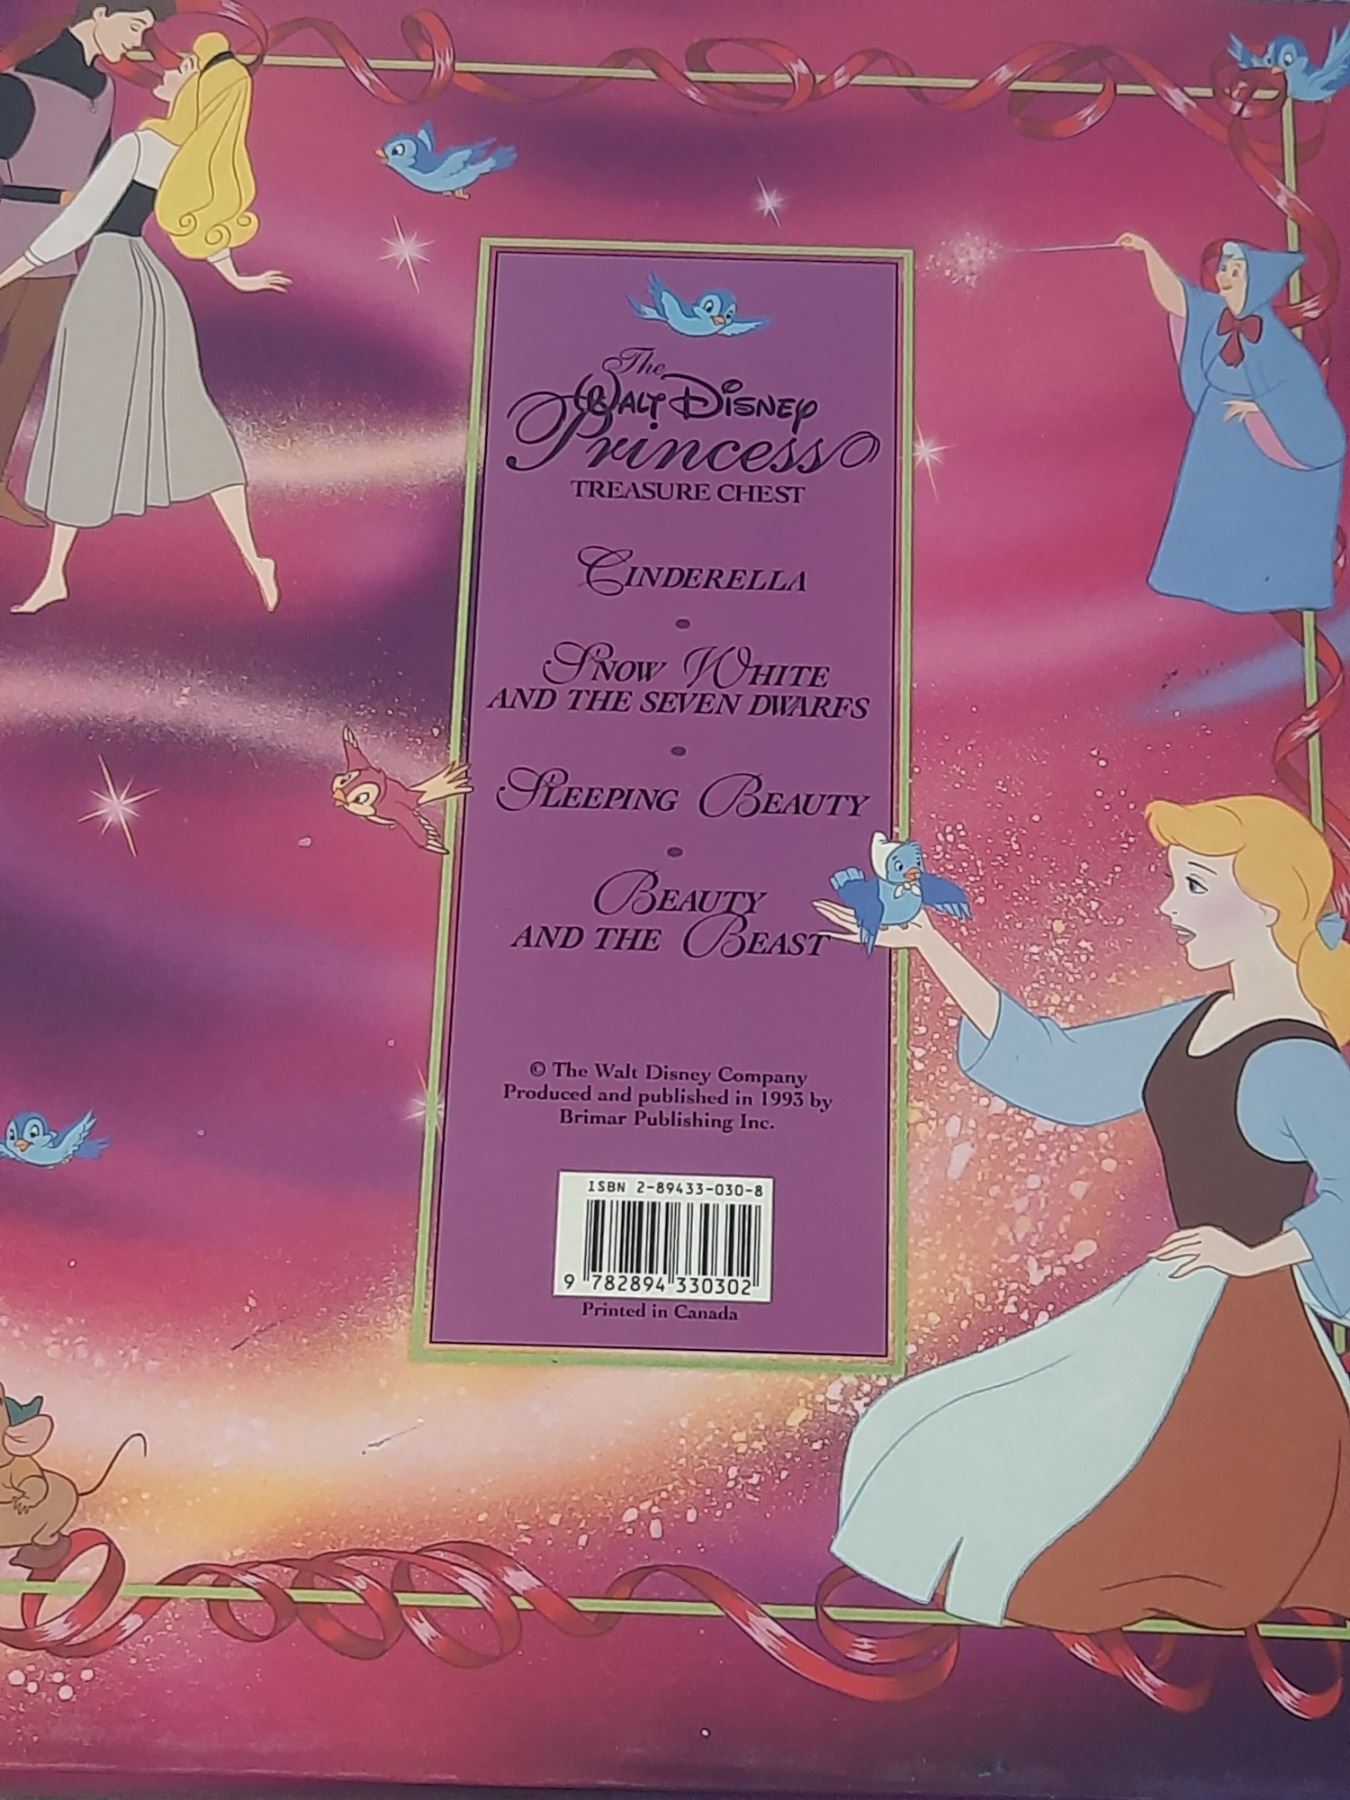 The
Walt Disney
Princess
TREASURE CHEST
CINDERELLA
SNOW WHITE
AND THE SEVEN DWARFS
SLEEPING BEAUTY
BEAUTY
AND THE BEAST
© The Walt Disney Company
Produced and published in 1993 by
Brimar Publishing Inc.
ISBN 2-89433-030-8
9 782894 330302
Printed in Canada